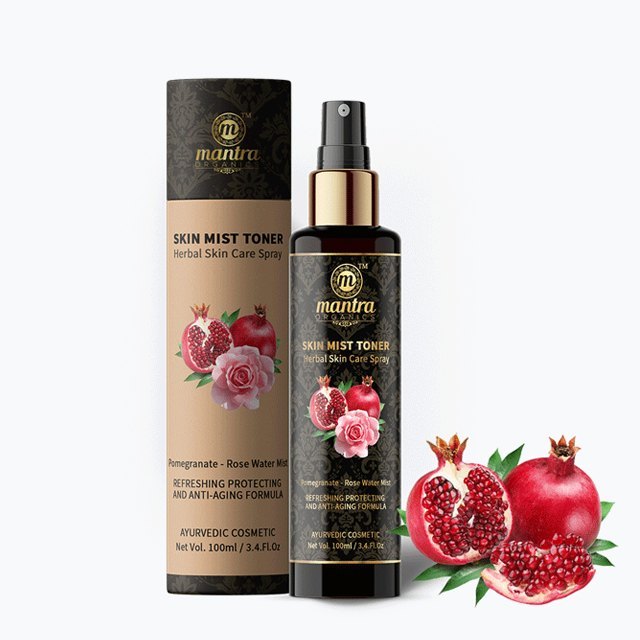 m
TM
mantra
ORGANICS
SKIN MIST TONER
Herbal Skin Care Spray
Pomegranate - Rose Water Mist
REFRESHING PROTECTING
AND ANTI-AGING FORMULA
AYURVEDIC COSMETIC
Net Vol. 100ml / 3.4.Fl.Oz
m
TM
mantra
ORGANICS
SKIN MIST TONER
Herbal Skin Care Spray
Pomegranate - Rose Water Mist
REFRESHING PROTECTING
AND ANTI-AGING FORMULA
AYURVEDIC COSMETIC
Net Vol. 100ml / 3.4.Fl.Oz